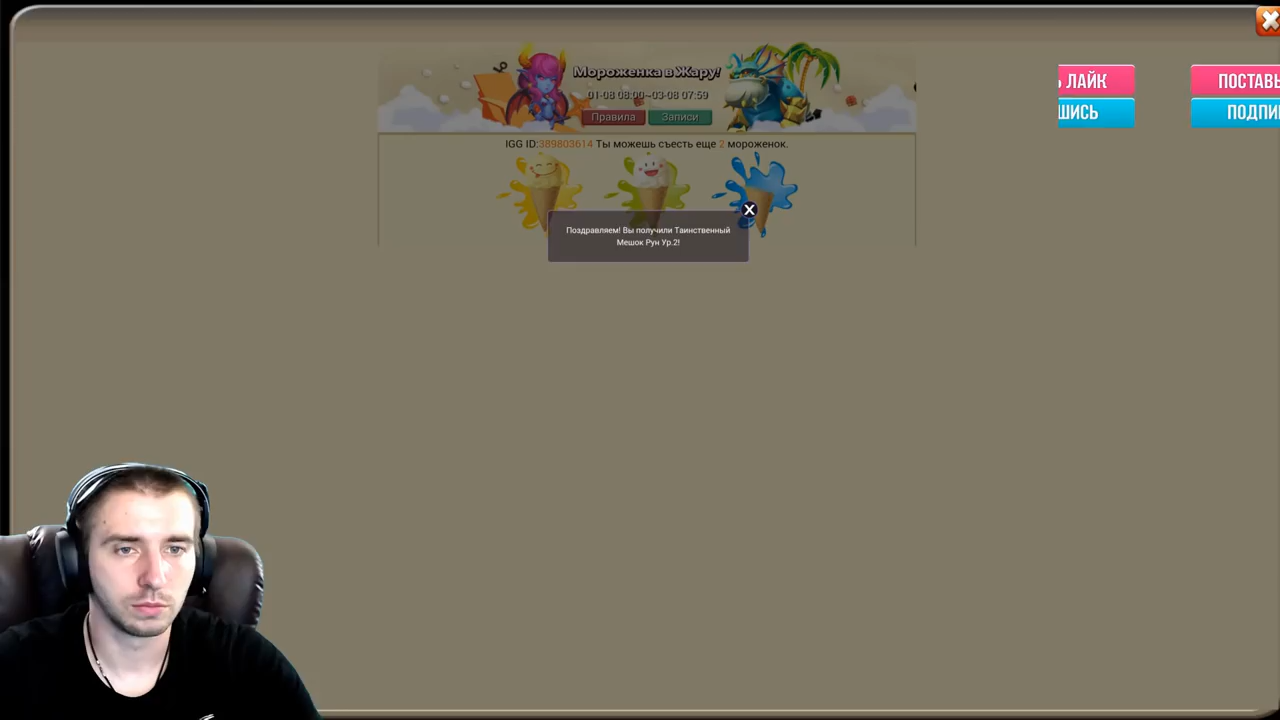 Мороженка в Жару!
01-08 08:00~03-08 07:59
Правила Записи
IGG ID:389803614 Ты можешь съесть еще 2 мороженок.
X
Поздравляем! Вы получили Таинственный
Мешок Рун Ур.2!
Ь ЛАЙК
ШИСЬ
ПОСТАВЬ
ПОДПИ